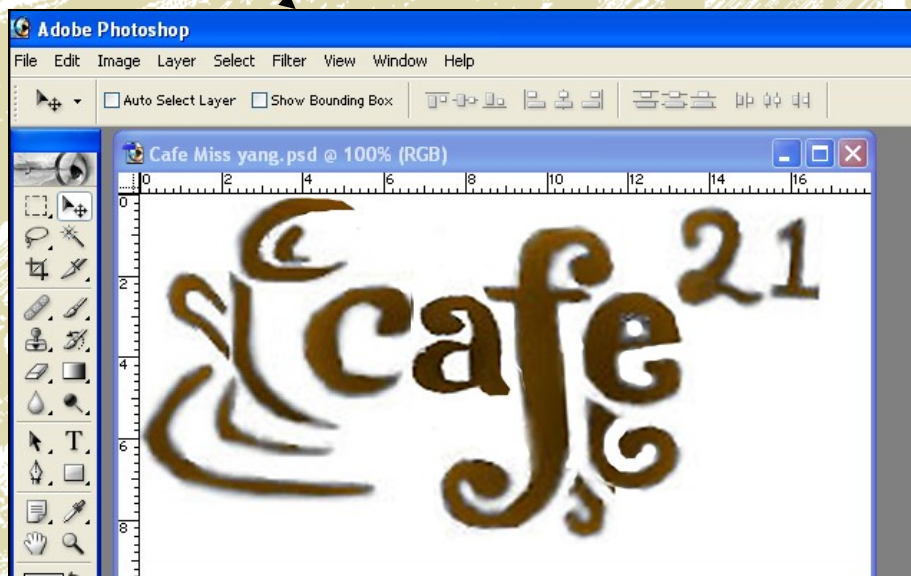 Adobe Photoshop
File Edit Image Layer Select Filter View Window Help
Auto Select Layer Show Bounding Box
Cafe Miss yang.psd @ 100% (RGB)
0 2 4 6 8 10 12 14 16
0
2
4
6
8
cafe 21
T